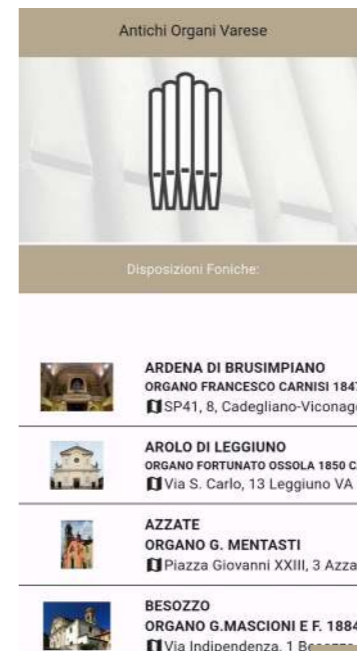 Antichi Organi Varese
Disposizioni Foniche:
ARDENA DI BRUSIMPIANO
ORGANO FRANCESCO CARNISI 1847
SP41, 8, Cadegliano-Viconago
AROLO DI LEGGIUNO
ORGANO FORTUNATO OSSOLA 1850 C
Via S. Carlo, 13 Leggiuno VA
AZZATE
ORGANO G. MENTASTI
Piazza Giovanni XXIII, 3 Azza
BESOZZO
ORGANO G.MASCIONI E F. 1884
Via Indipendenza, 1